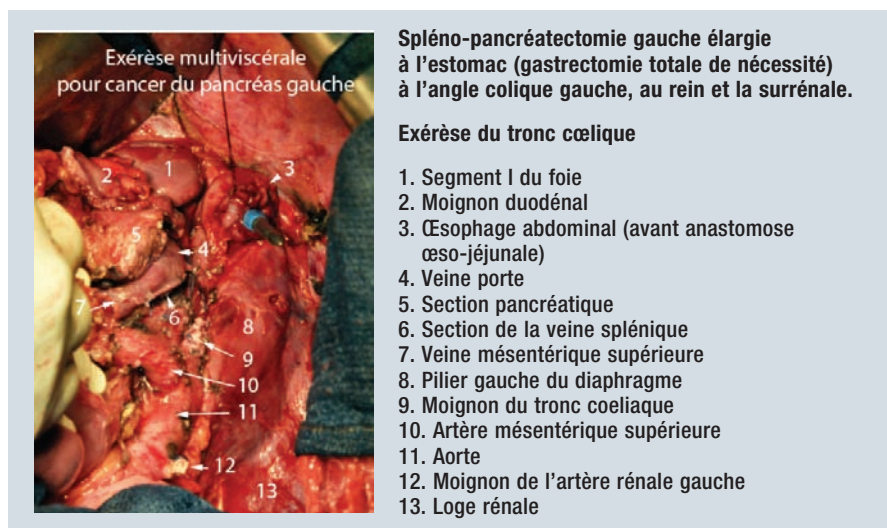 Exérèse multiviscérale
pour cancer du pancréas gauche
1
2
3
5
4
7
6
8
9
10
11
12
13
Spléno-pancréatectomie gauche élargie
à l’estomac (gastrectomie totale de nécessité)
à l’angle colique gauche, au rein et la surrénale.
Exérèse du tronc cœlique
1. Segment I du foie
2. Moignon duodénal
3. Œsophage abdominal (avant anastomose
œso-jéjunale)
4. Veine porte
5. Section pancréatique
6. Section de la veine splénique
7. Veine mésentérique supérieure
8. Pilier gauche du diaphragme
9. Moignon du tronc coeliaque
10. Artère mésentérique supérieure
11. Aorte
12. Moignon de l’artère rénale gauche
13. Loge rénale